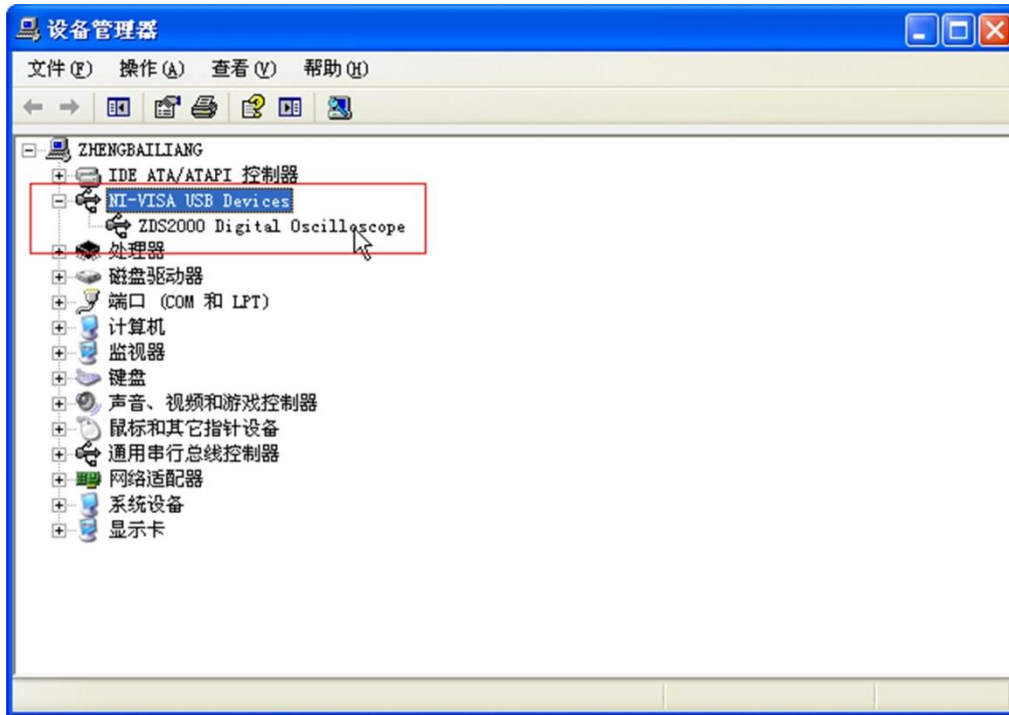 设备管理器
文件(F) 操作(A) 查看(V) 帮助(H)
ZHENGBAILIANG
IDE ATA/ATAPI 控制器
NI-VISA USB Devices
ZDS2000 Digital Oscilloscope
处理器
磁盘驱动器
端口 (COM 和 LPT)
计算机
监视器
键盘
声音、视频和游戏控制器
鼠标和其它指针设备
通用串行总线控制器
网络适配器
系统设备
显示卡